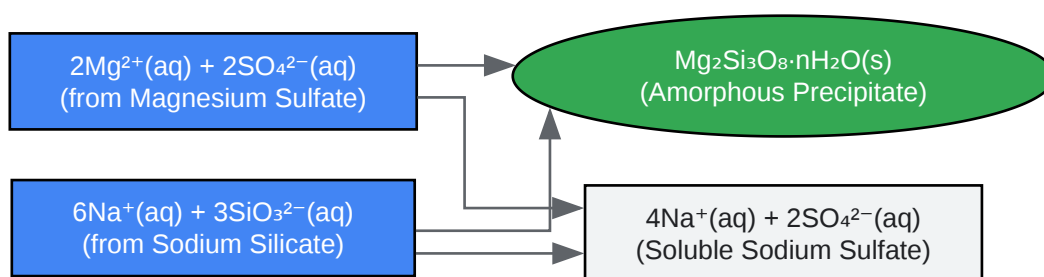 2Mg²⁺(aq) + 2SO₄²⁻(aq)
(from Magnesium Sulfate)
Mg₂Si₃O₈·nH₂O(s)
(Amorphous Precipitate)
6Na⁺(aq) + 3SiO₃²⁻(aq)
(from Sodium Silicate)
4Na⁺(aq) + 2SO₄²⁻(aq)
(Soluble Sodium Sulfate)